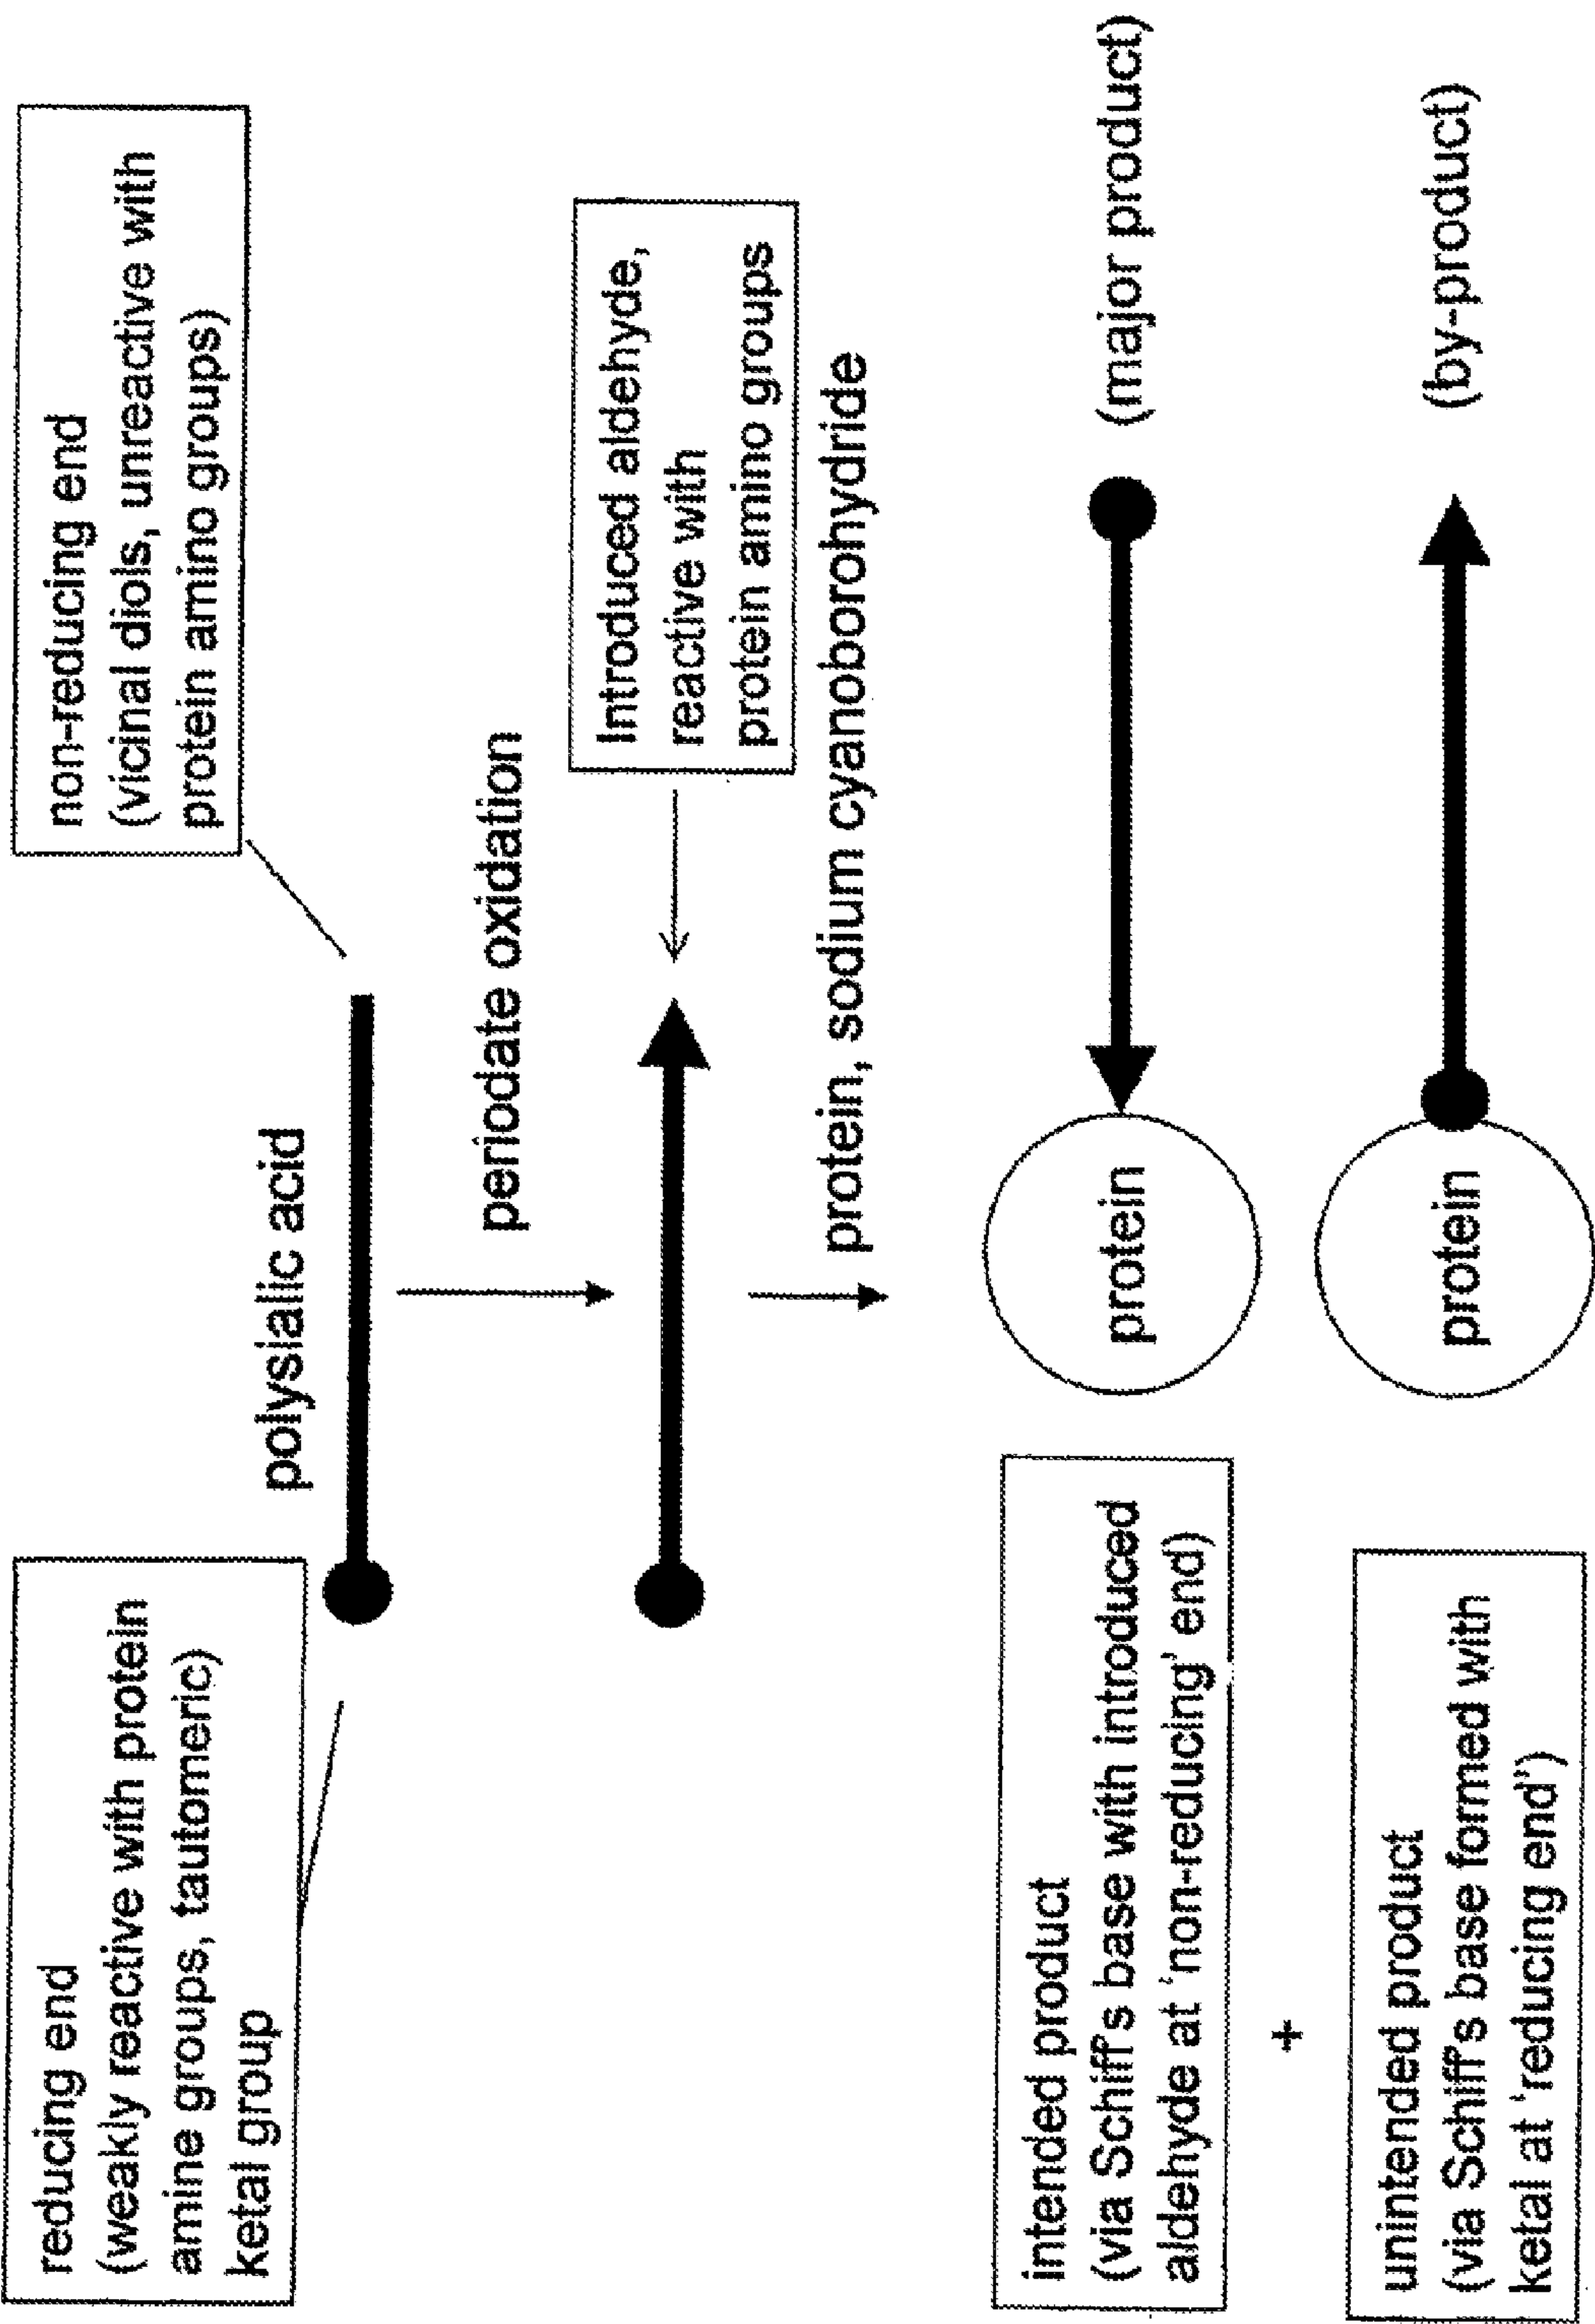 reducing end
(weakly reactive with protein
amine groups, tautomeric)
ketal group
non-reducing end
(vicinal diols, unreactive with
protein amino groups)
polysialic acid
periodate oxidation
Introduced aldehyde,
reactive with
protein amino groups
protein, sodium cyanoborohydride
intended product
(via Schiff's base with introduced
aldehyde at 'non-reducing' end)
protein
(major product)
+
unintended product
(via Schiff's base formed with
ketal at 'reducing end')
protein
(by-product)